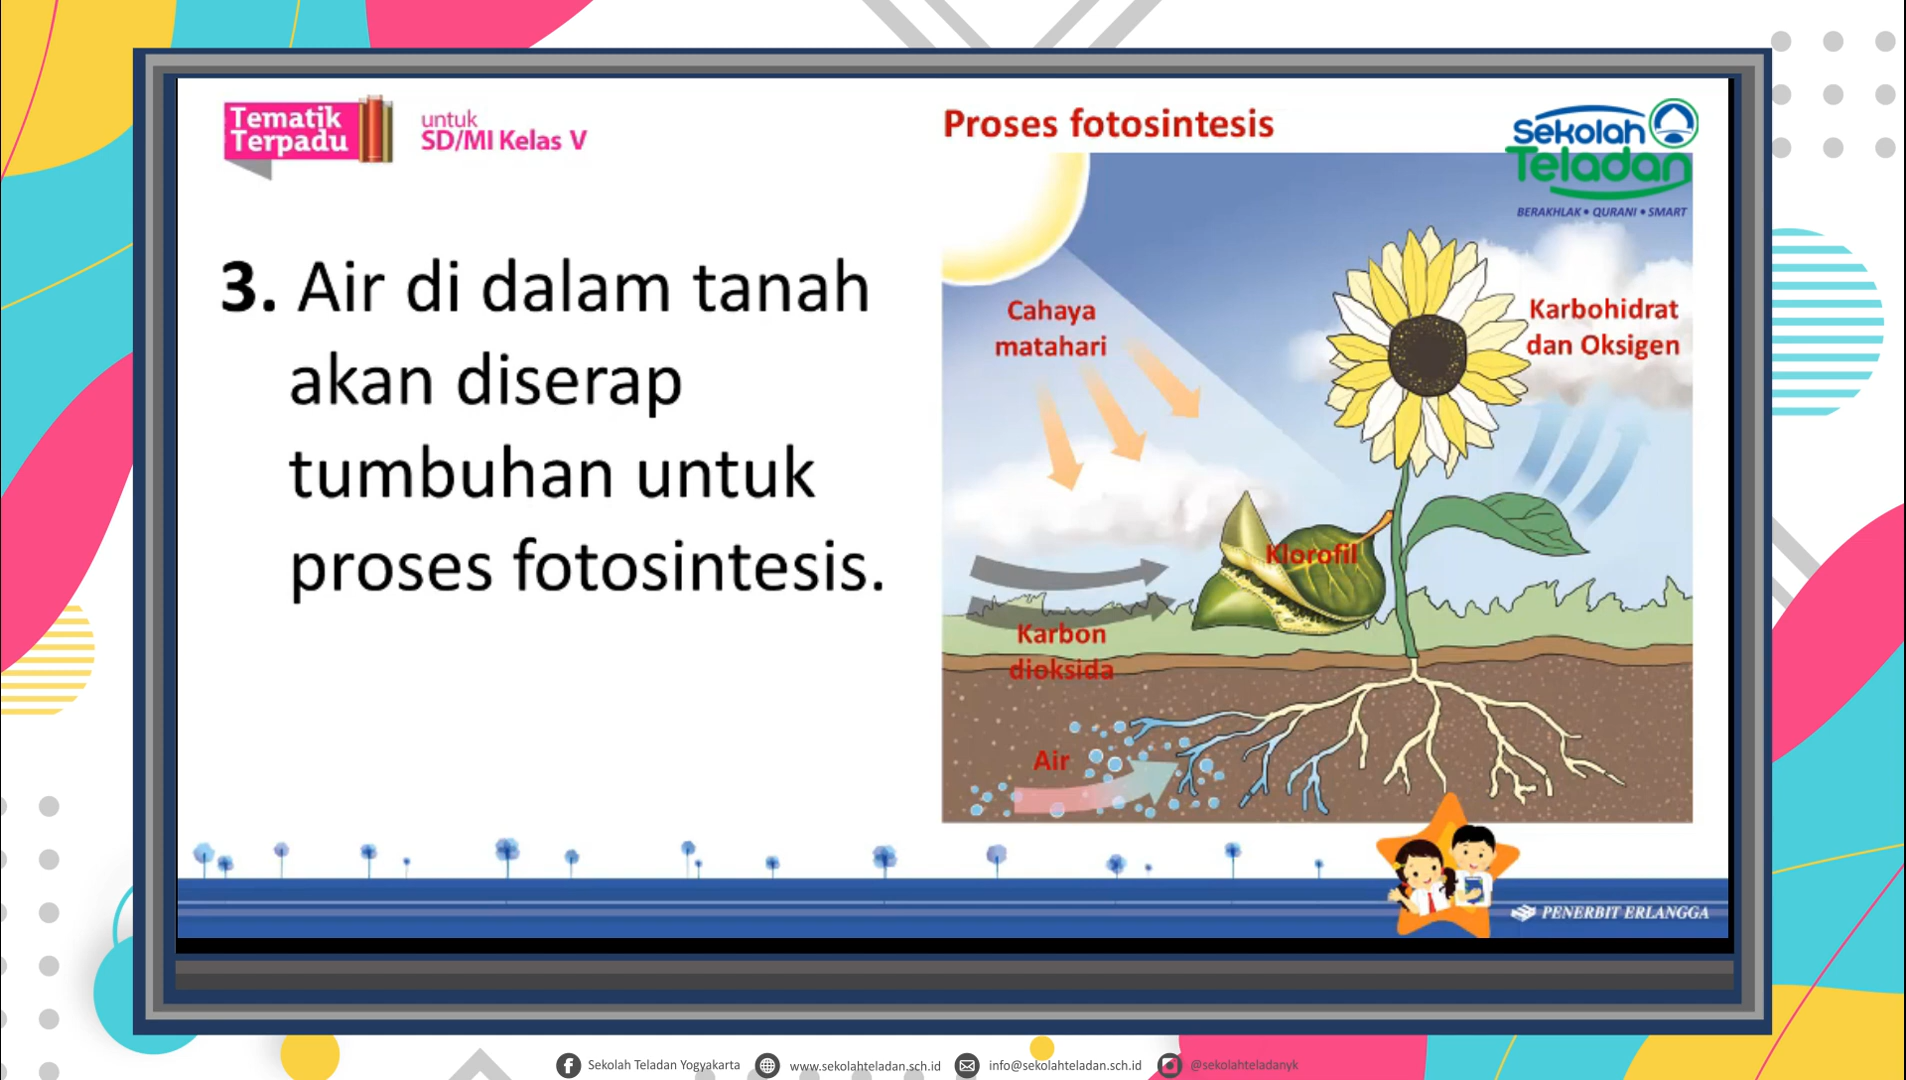 Tematik
Terpadu
untuk
SD/MI Kelas V
Proses fotosintesis
Sekolah
Teladan
BERAKHLAK • QURANI • SMART
3. Air di dalam tanah
akan diserap
tumbuhan untuk
proses fotosintesis.
Cahaya
matahari
Karbohidrat
dan Oksigen
Klorofil
Karbon
dioksida
Air
PENERBIT ERLANGGA
Sekolah Teladan Yogyakarta
www.sekolahteladan.sch.id
info@sekolahteladan.sch.id
@sekolahteladanyk